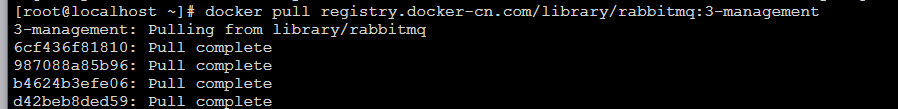 [root@localhost ~]# docker pull registry.docker-cn.com/library/rabbitmq:3-management
3-management: Pulling from library/rabbitmq
6cf436f81810: Pull complete
987088a85b96: Pull complete
b4624b3efe06: Pull complete
d42beb8ded59: Pull complete